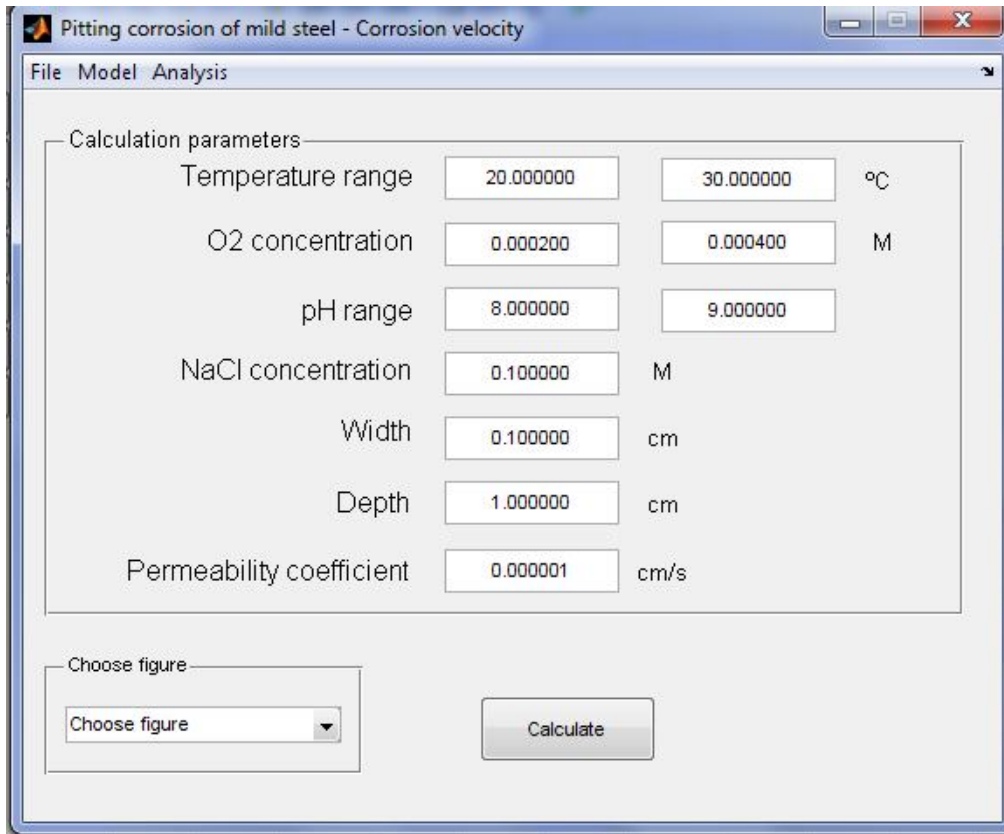 Pitting corrosion of mild steel - Corrosion velocity
File Model Analysis
Calculation parameters
Temperature range 20.000000 30.000000 ºC
O2 concentration 0.000200 0.000400 M
pH range 8.000000 9.000000
NaCl concentration 0.100000 M
Width 0.100000 cm
Depth 1.000000 cm
Permeability coefficient 0.000001 cm/s
Choose figure
Choose figure Calculate